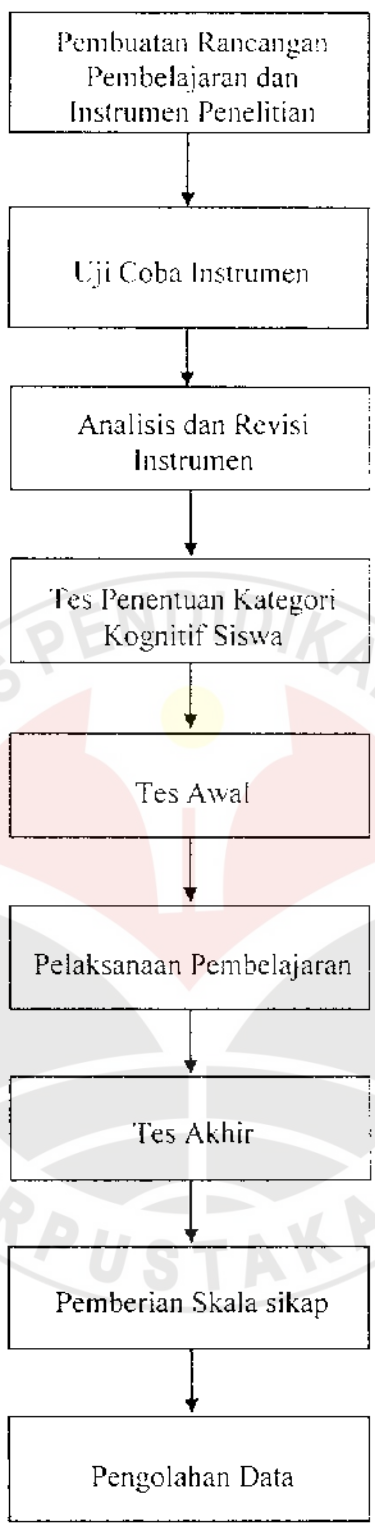 Pembuatan Rancangan
Pembelajaran dan
Instrumen Penelitian
Uji Coba Instrumen
Analisis dan Revisi
Instrumen
Tes Penentuan Kategori
Kognitif Siswa
Tes Awal
Pelaksanaan Pembelajaran
Tes Akhir
Pemberian Skala sikap
Pengolahan Data